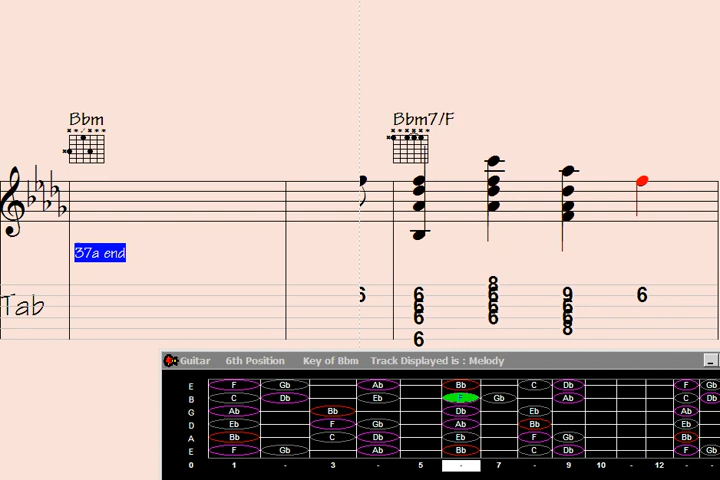 Bbm Bbm7/F
37a end
8
6 6 6 9 6
6 6 6
6 6 6
8
6
Tab
Guitar 6th Position Key of Bbm Track Displayed is : Melody
E F Gb Ab Bb C Db F Gb
B C Db Eb F Gb Ab C Db
G Ab Bb Db Eb Ab
D Eb F Gb Ab Bb Eb
A Bb C Db Eb F Gb Bb
E F Gb Ab Bb C Db F Gb
0 1 - 3 - 5 - 7 - 9 10 - 12 - -